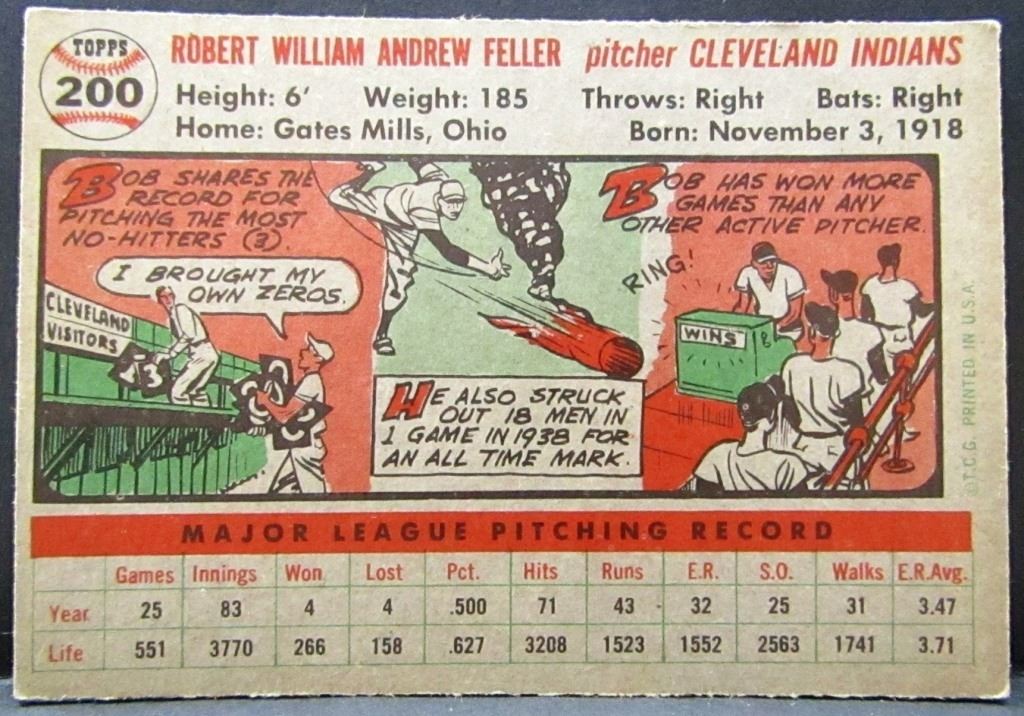 TOPPS
200
ROBERT WILLIAM ANDREW FELLER pitcher CLEVELAND INDIANS
Height: 6' Weight: 185 Throws: Right Bats: Right
Home: Gates Mills, Ohio Born: November 3, 1918
BOB SHARES THE
RECORD FOR
PITCHING THE MOST
NO-HITTERS (3).
I BROUGHT MY
OWN ZEROS.
CLEVELAND
VISITORS
3
0
HE ALSO STRUCK
OUT 18 MEN IN
1 GAME IN 1938 FOR
AN ALL TIME MARK.
BOB HAS WON MORE
GAMES THAN ANY
OTHER ACTIVE PITCHER.
RING!
WINS
©T.C.G. PRINTED IN U.S.A.
MAJOR LEAGUE PITCHING RECORD
Games Innings Won Lost Pct. Hits Runs E.R. S.O. Walks E.R.Avg.
Year 25 83 4 4 .500 71 43 32 25 31 3.47
Life 551 3770 266 158 .627 3208 1523 1552 2563 1741 3.71